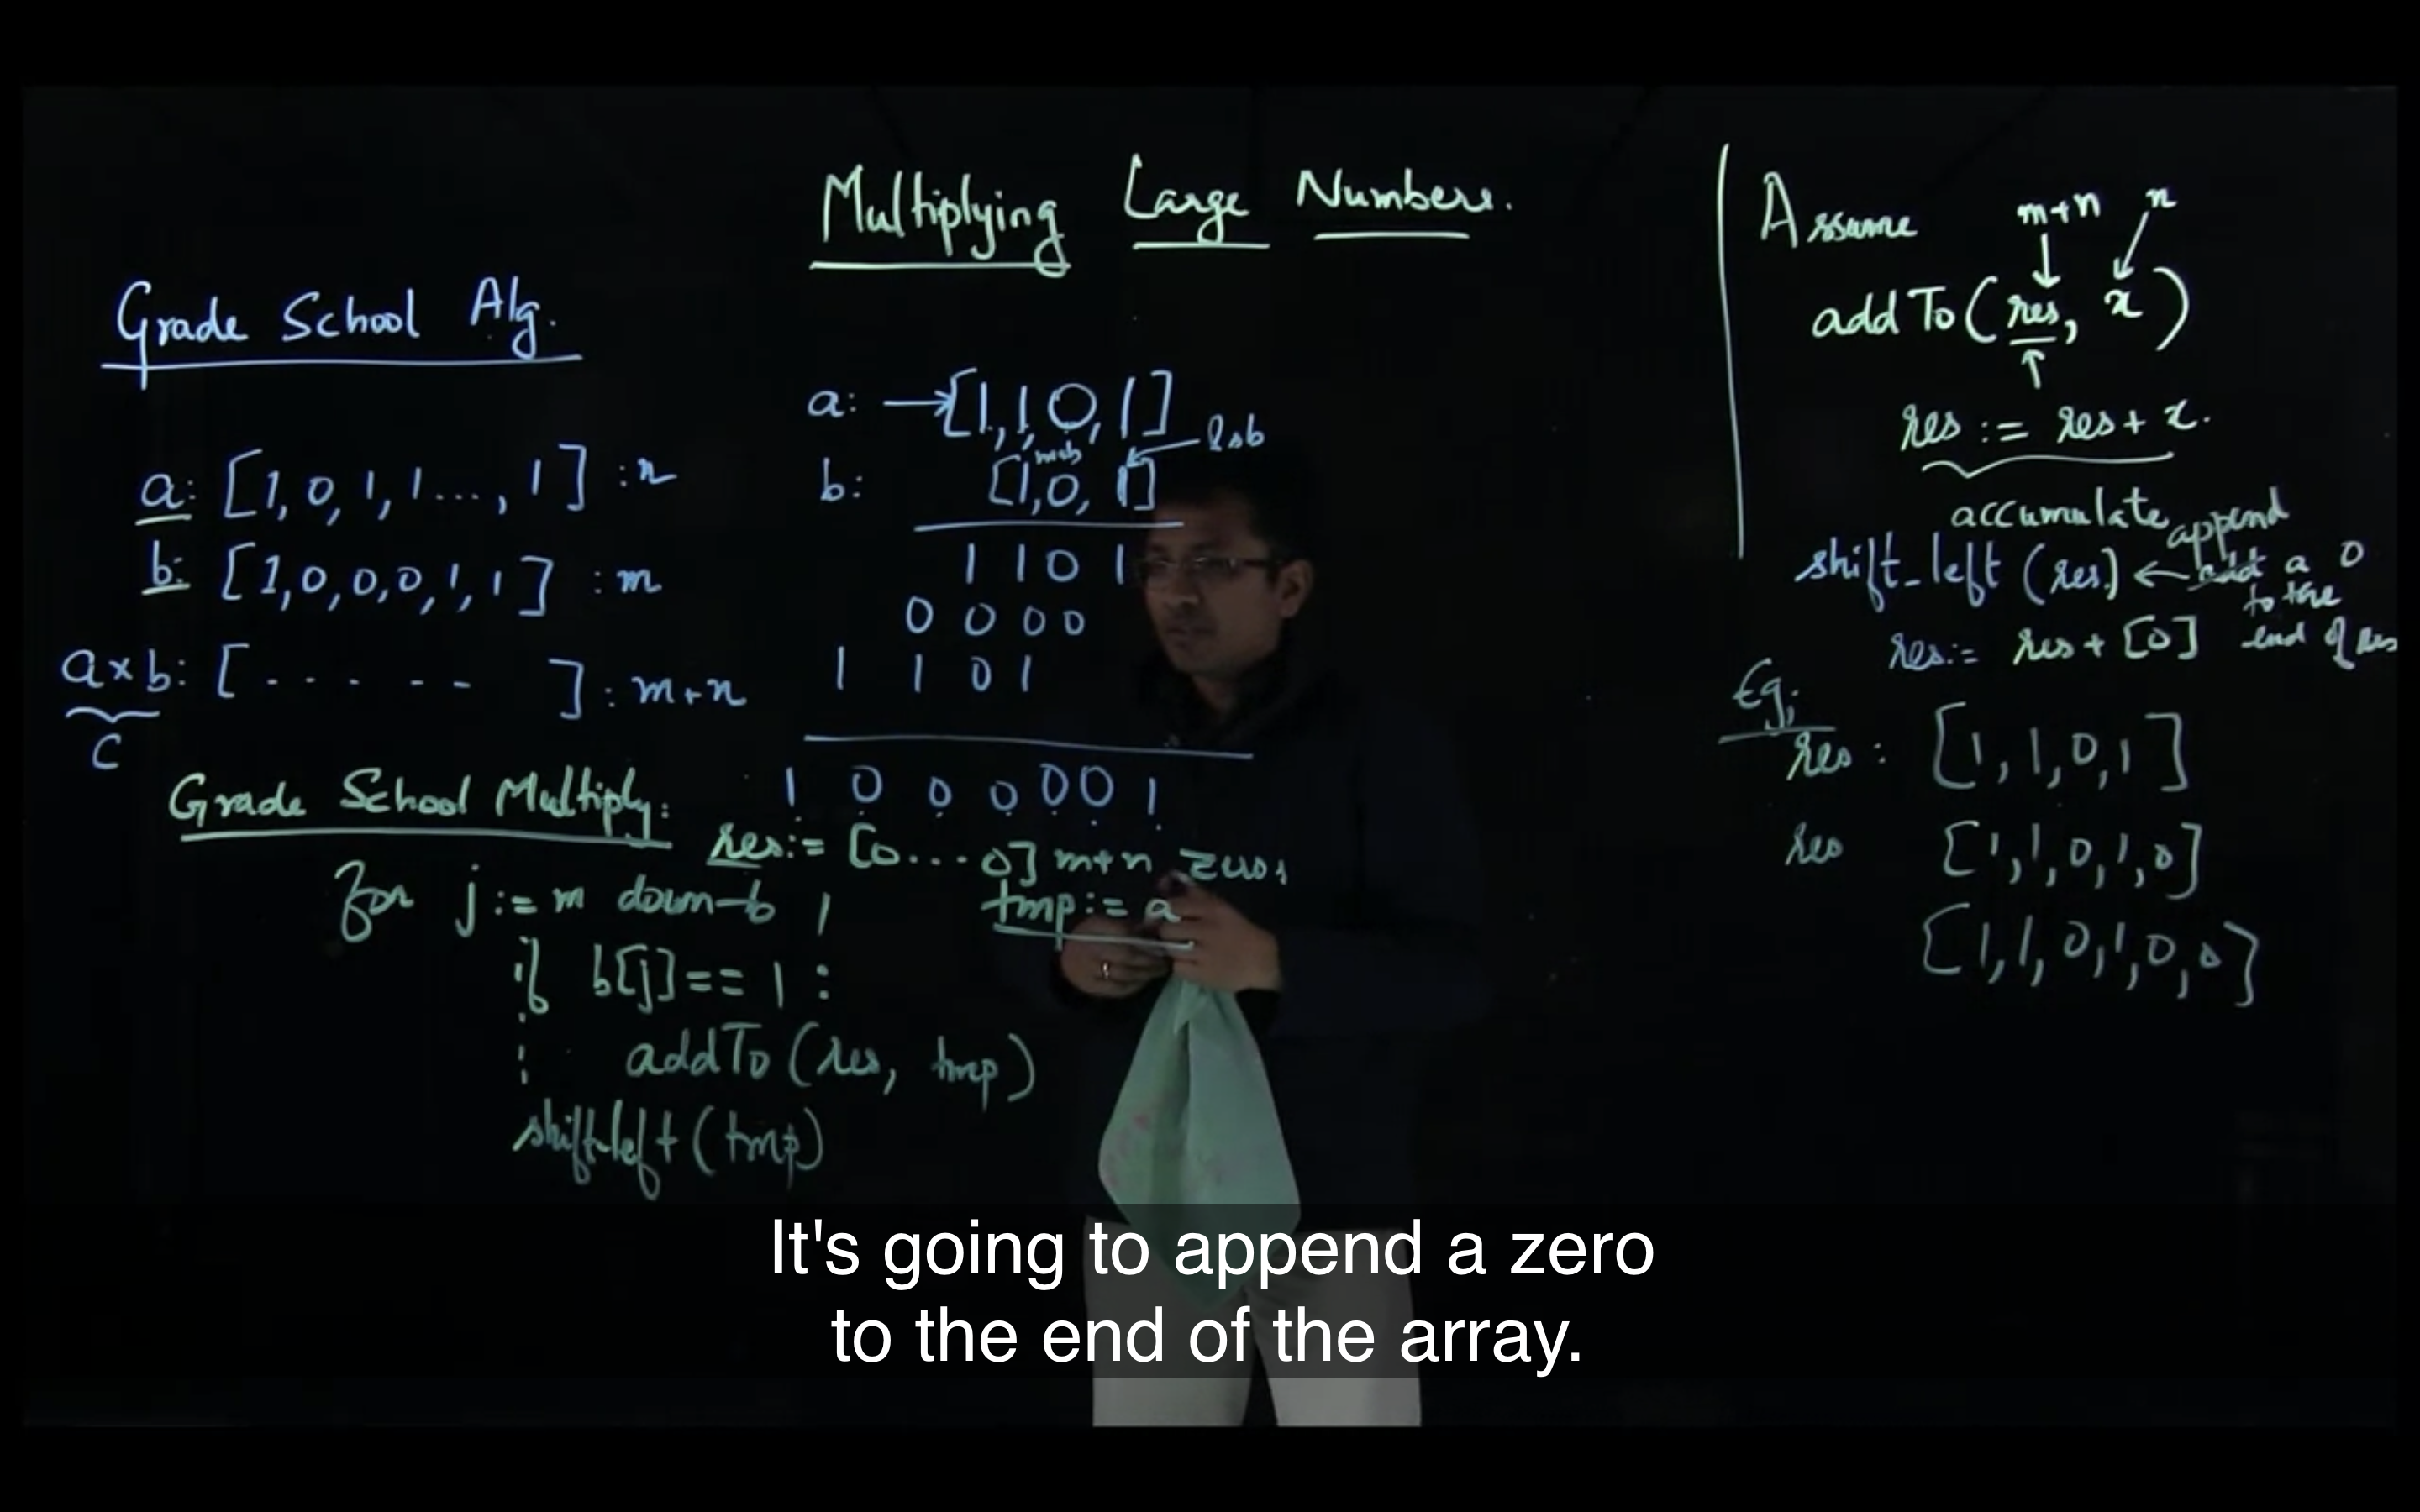 Multiplying Large Numbers.
Grade School Alg.
a: [1, 0, 1, 1 ..., 1] : n
b: [1, 0, 0, 0, 1, 1] : m
a × b: [ - - - - - ] : m+n
c
a: → [1, 1, 0, 1]
msb
lsb
b: [1, 0, 1]
1 1 0 1
0 0 0 0
1 1 0 1
1 0 0 0 0 0 1
Grade School Multiply:
res := [0 ... 0] m+n zeros
tmp := a
for j := m down-to 1
if b[j] == 1 :
addTo (res, tmp)
shift-left (tmp)
Assume
m+n n
addTo (res, x)
res := res + x.
accumulate
shift_left (res) ← append a 0
to the
end of res
res := res + [0]
Eg;
res : [1, 1, 0, 1]
res [1, 1, 0, 1, 0]
[1, 1, 0, 1, 0, 0]
It's going to append a zero
to the end of the array.